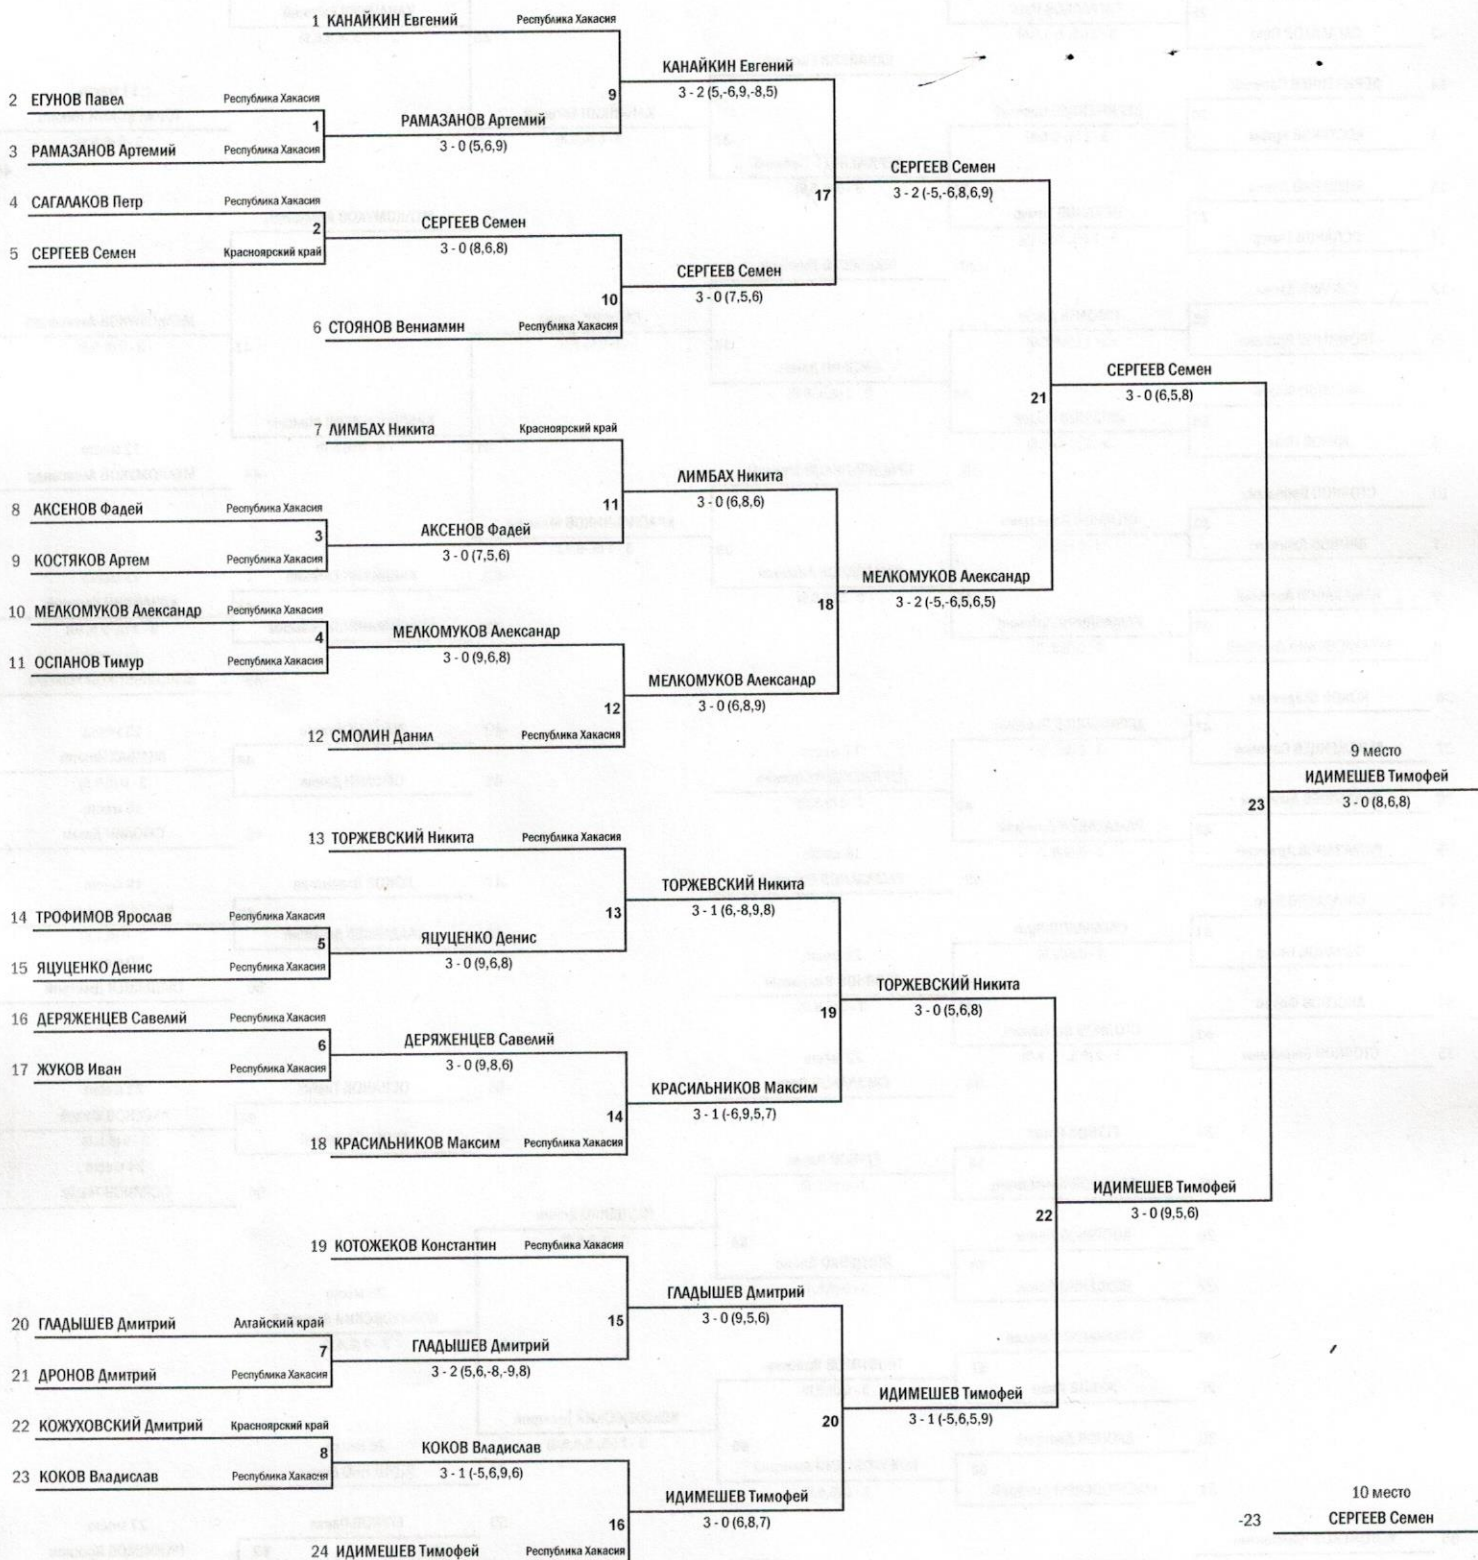 1 КАНАЙКИН Евгений Республика Хакасия
КАНАЙКИН Евгений
9 3 - 2 (5,-6,9,-8,5)
2 ЕГУНОВ Павел Республика Хакасия
1 РАМАЗАНОВ Артемий
3 - 0 (5,6,9)
3 РАМАЗАНОВ Артемий Республика Хакасия
СЕРГЕЕВ Семен
17 3 - 2 (-5,-6,8,6,9)
4 САГАЛАКОВ Петр Республика Хакасия
2 СЕРГЕЕВ Семен
3 - 0 (8,6,8)
5 СЕРГЕЕВ Семен Красноярский край
СЕРГЕЕВ Семен
10 3 - 0 (7,5,6)
6 СТОЯНОВ Вениамин Республика Хакасия
СЕРГЕЕВ Семен
21 3 - 0 (6,5,8)
7 ЛИМБАХ Никита Красноярский край
ЛИМБАХ Никита
11 3 - 0 (6,8,6)
8 АКСЕНОВ Фадей Республика Хакасия
3 АКСЕНОВ Фадей
3 - 0 (7,5,6)
9 КОСТЯКОВ Артем Республика Хакасия
МЕЛКОМУКОВ Александр
18 3 - 2 (-5,-6,5,6,5)
10 МЕЛКОМУКОВ Александр Республика Хакасия
4 МЕЛКОМУКОВ Александр
3 - 0 (9,6,8)
11 ОСПАНОВ Тимур Республика Хакасия
МЕЛКОМУКОВ Александр
12 3 - 0 (6,8,9)
12 СМОЛИН Данил Республика Хакасия
9 место
ИДИМЕШЕВ Тимофей
23 3 - 0 (8,6,8)
13 ТОРЖЕВСКИЙ Никита Республика Хакасия
ТОРЖЕВСКИЙ Никита
13 3 - 1 (6,-8,9,8)
14 ТРОФИМОВ Ярослав Республика Хакасия
5 ЯЦУЦЕНКО Денис
3 - 0 (9,6,8)
15 ЯЦУЦЕНКО Денис Республика Хакасия
ТОРЖЕВСКИЙ Никита
19 3 - 0 (5,6,8)
16 ДЕРЯЖЕНЦЕВ Савелий Республика Хакасия
6 ДЕРЯЖЕНЦЕВ Савелий
3 - 0 (9,8,6)
17 ЖУКОВ Иван Республика Хакасия
КРАСИЛЬНИКОВ Максим
14 3 - 1 (-6,9,5,7)
18 КРАСИЛЬНИКОВ Максим Республика Хакасия
ИДИМЕШЕВ Тимофей
22 3 - 0 (9,5,6)
19 КОТОЖЕКОВ Константин Республика Хакасия
ГЛАДЫШЕВ Дмитрий
15 3 - 0 (9,5,6)
20 ГЛАДЫШЕВ Дмитрий Алтайский край
7 ГЛАДЫШЕВ Дмитрий
3 - 2 (5,6,-8,-9,8)
21 ДРОНОВ Дмитрий Республика Хакасия
ИДИМЕШЕВ Тимофей
20 3 - 1 (-5,6,5,9)
22 КОЖУХОВСКИЙ Дмитрий Красноярский край
8 КОКОВ Владислав
3 - 1 (-5,6,9,6)
23 КОКОВ Владислав Республика Хакасия
ИДИМЕШЕВ Тимофей
16 3 - 0 (6,8,7)
24 ИДИМЕШЕВ Тимофей Республика Хакасия
10 место
-23 СЕРГЕЕВ Семен